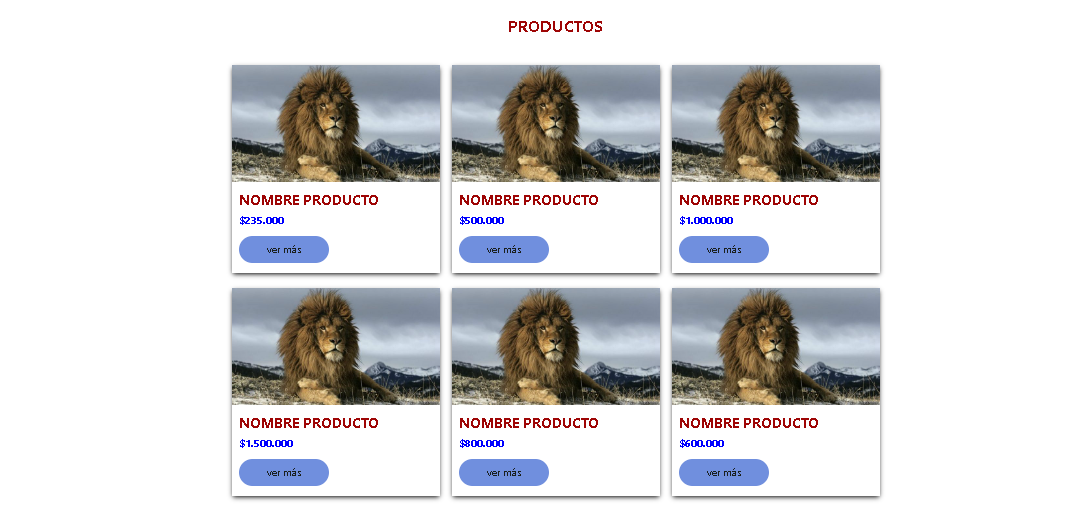 PRODUCTOS
NOMBRE PRODUCTO
$235.000
ver más
NOMBRE PRODUCTO
$500.000
ver más
NOMBRE PRODUCTO
$1.000.000
ver más
NOMBRE PRODUCTO
$1.500.000
ver más
NOMBRE PRODUCTO
$800.000
ver más
NOMBRE PRODUCTO
$600.000
ver más